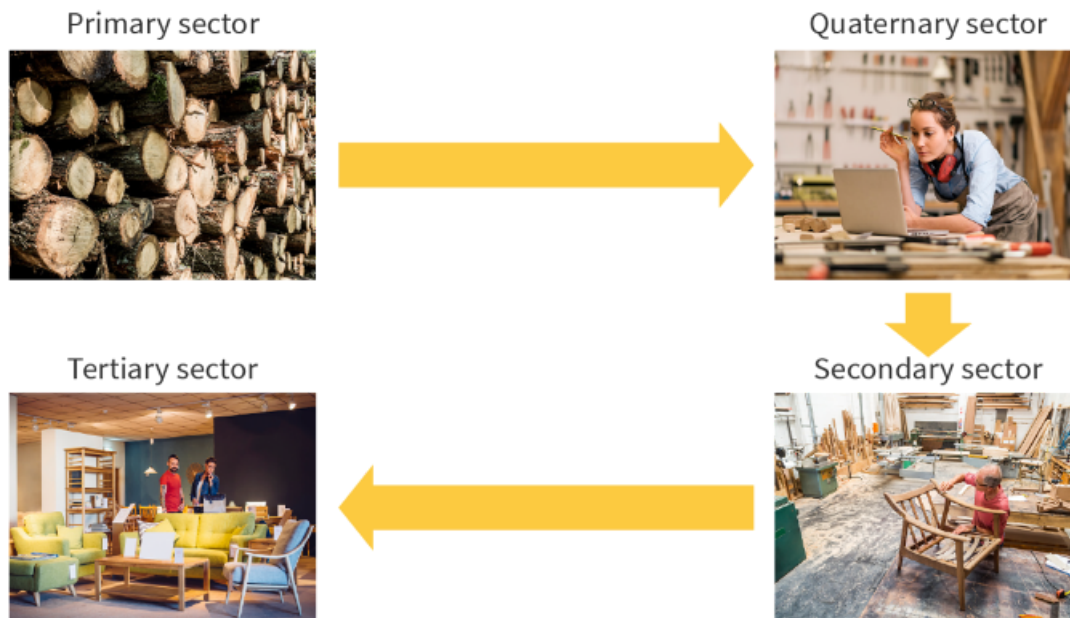 Primary sector
Quaternary sector
Tertiary sector
Secondary sector